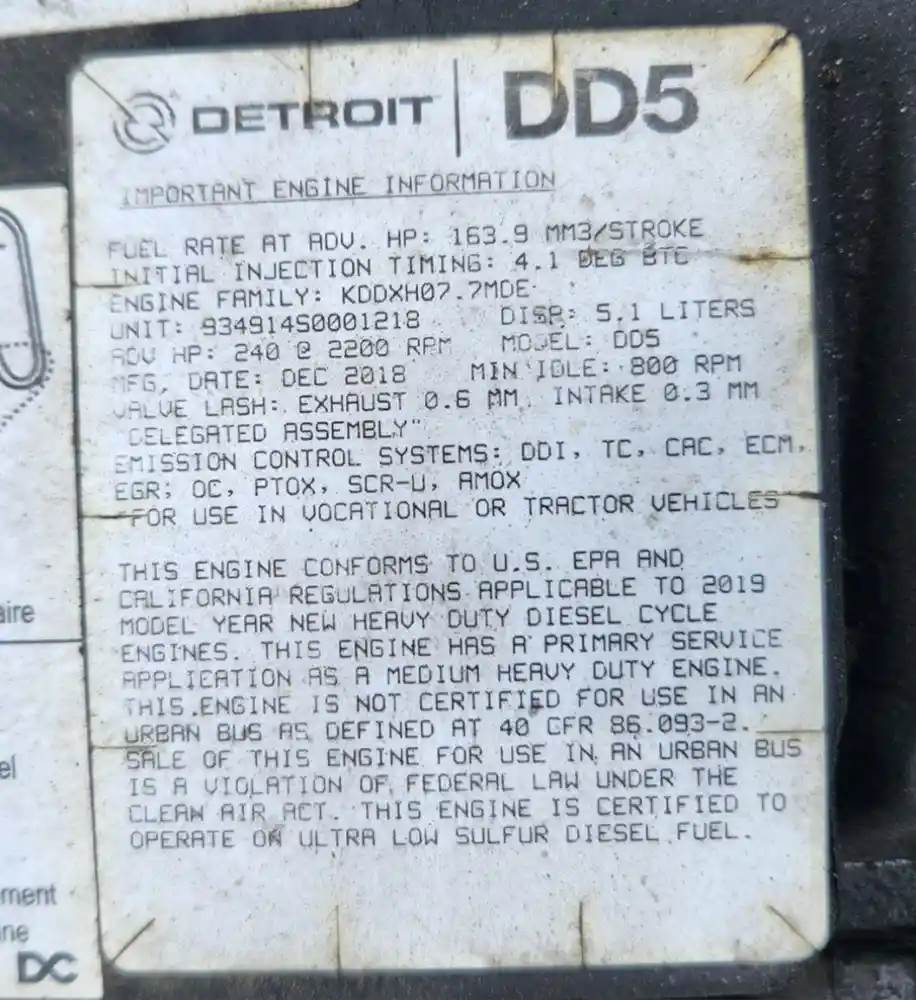 DETROIT | DD5
IMPORTANT ENGINE INFORMATION
FUEL RATE AT ADV. HP: 163.9 MM3/STROKE
INITIAL INJECTION TIMING: 4.1 DEG BTC
ENGINE FAMILY: KDDXH07.7MDE
UNIT: 934914S0001218 DISP: 5.1 LITERS
ADV HP: 240 @ 2200 RPM MODEL: DD5
MFG. DATE: DEC 2018 MIN IDLE: 800 RPM
VALVE LASH: EXHAUST 0.6 MM. INTAKE 0.3 MM
"DELEGATED ASSEMBLY"
EMISSION CONTROL SYSTEMS: DDI, TC, CAC, ECM,
EGR, OC, PTOX, SCR-U, AMOX
"FOR USE IN VOCATIONAL OR TRACTOR VEHICLES"
THIS ENGINE CONFORMS TO U.S. EPA AND
CALIFORNIA REGULATIONS APPLICABLE TO 2019
MODEL YEAR NEW HEAVY DUTY DIESEL CYCLE
ENGINES. THIS ENGINE HAS A PRIMARY SERVICE
APPLICATION AS A MEDIUM HEAVY DUTY ENGINE.
THIS ENGINE IS NOT CERTIFIED FOR USE IN AN
URBAN BUS AS DEFINED AT 40 CFR 86.093-2.
SALE OF THIS ENGINE FOR USE IN AN URBAN BUS
IS A VIOLATION OF FEDERAL LAW UNDER THE
CLEAN AIR ACT. THIS ENGINE IS CERTIFIED TO
OPERATE ON ULTRA LOW SULFUR DIESEL FUEL.
aire
el
ment
ine
DC